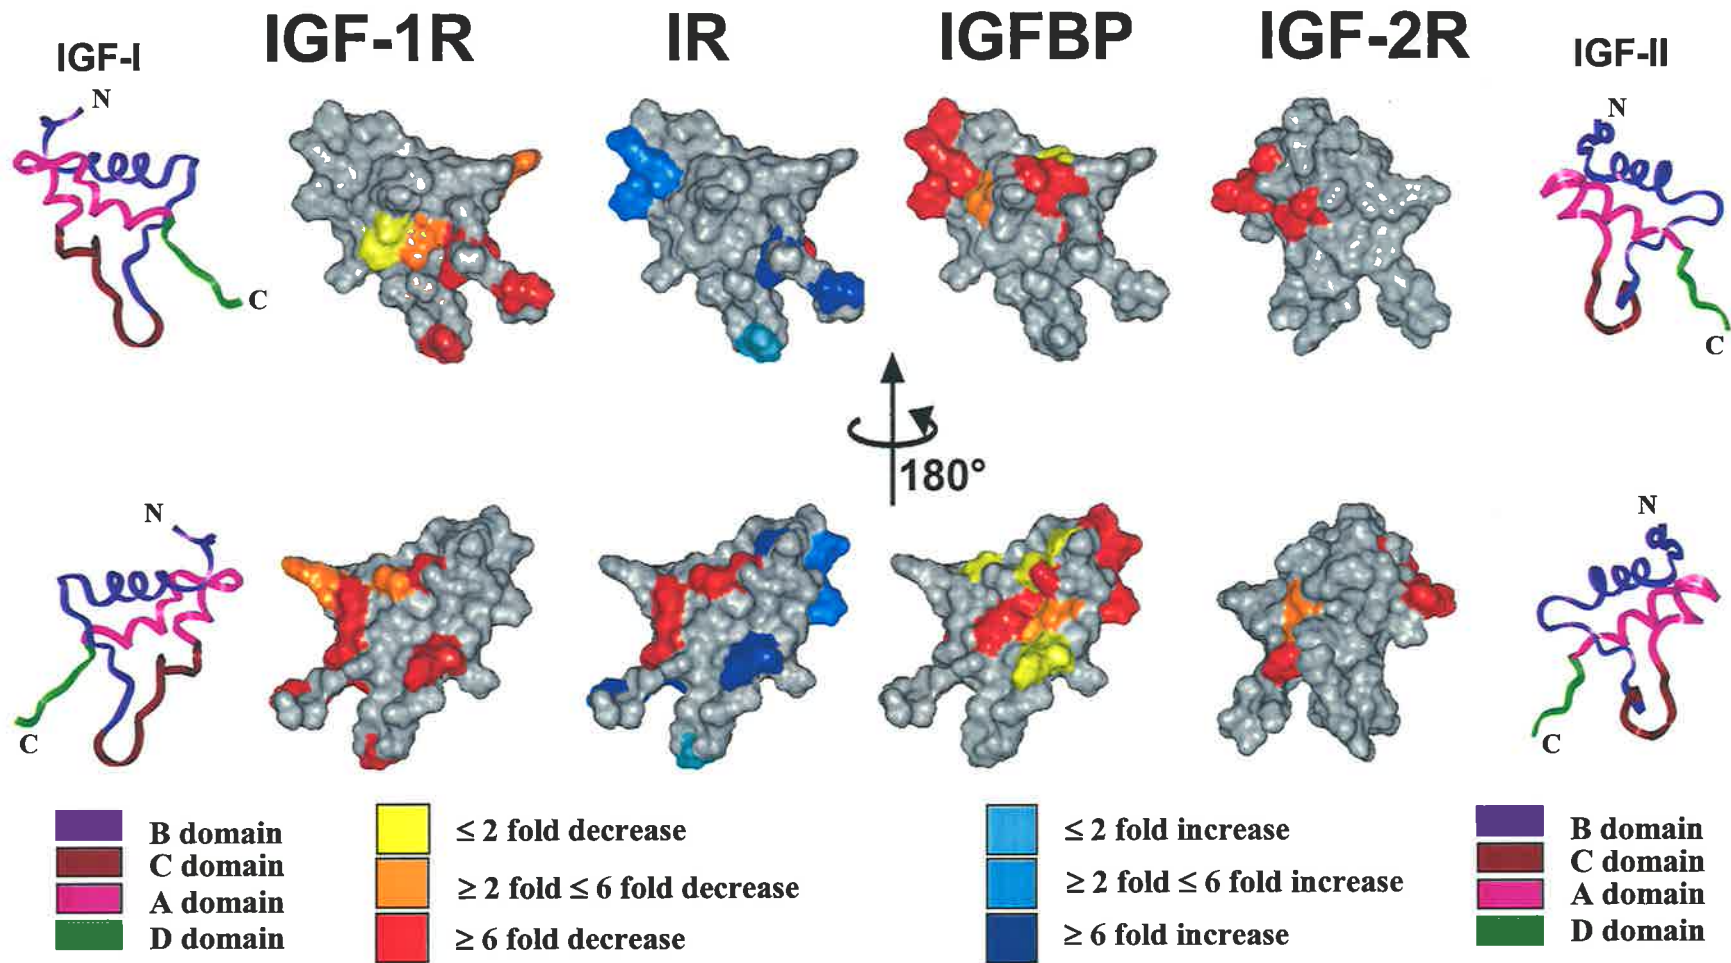 IGF-I
IGF-1R
IR
IGFBP
IGF-2R
IGF-II
N
N
C
C
180°
N
N
C
C
B domain
C domain
A domain
D domain
≤ 2 fold decrease
≥ 2 fold ≤ 6 fold decrease
≥ 6 fold decrease
≤ 2 fold increase
≥ 2 fold ≤ 6 fold increase
≥ 6 fold increase
B domain
C domain
A domain
D domain